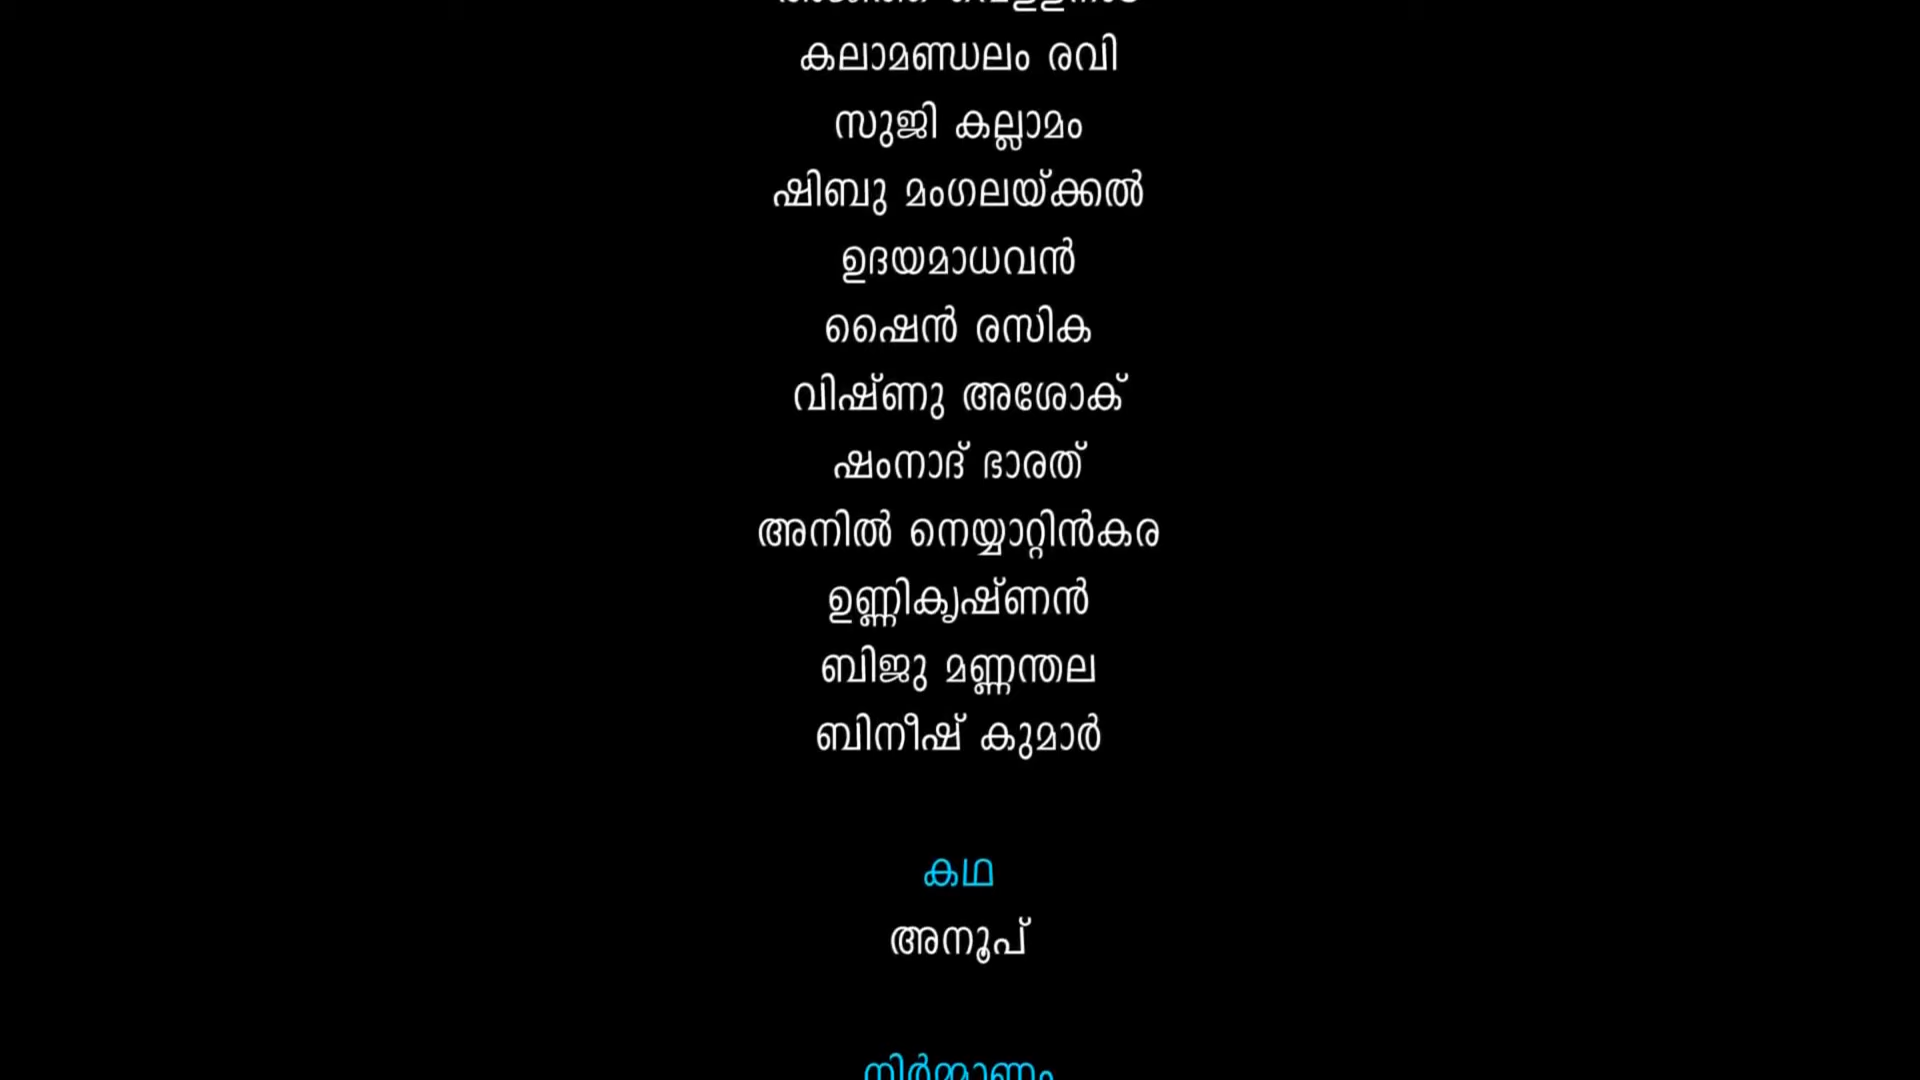 കലാമണ്ഡലം രവി
സുജി കല്ലാമം
ഷിബു മംഗലയ്ക്കൽ
ഉദയമാധവൻ
ഷൈൻ രസിക
വിഷ്ണു അശോക്
ഷംനാദ് ഭാരത്
അനിൽ നെയ്യാറ്റിൻകര
ഉണ്ണികൃഷ്ണൻ
ബിജു മണ്ണന്തല
ബിനീഷ് കുമാർ
കഥ
അനൂപ്
നിർമ്മാണം